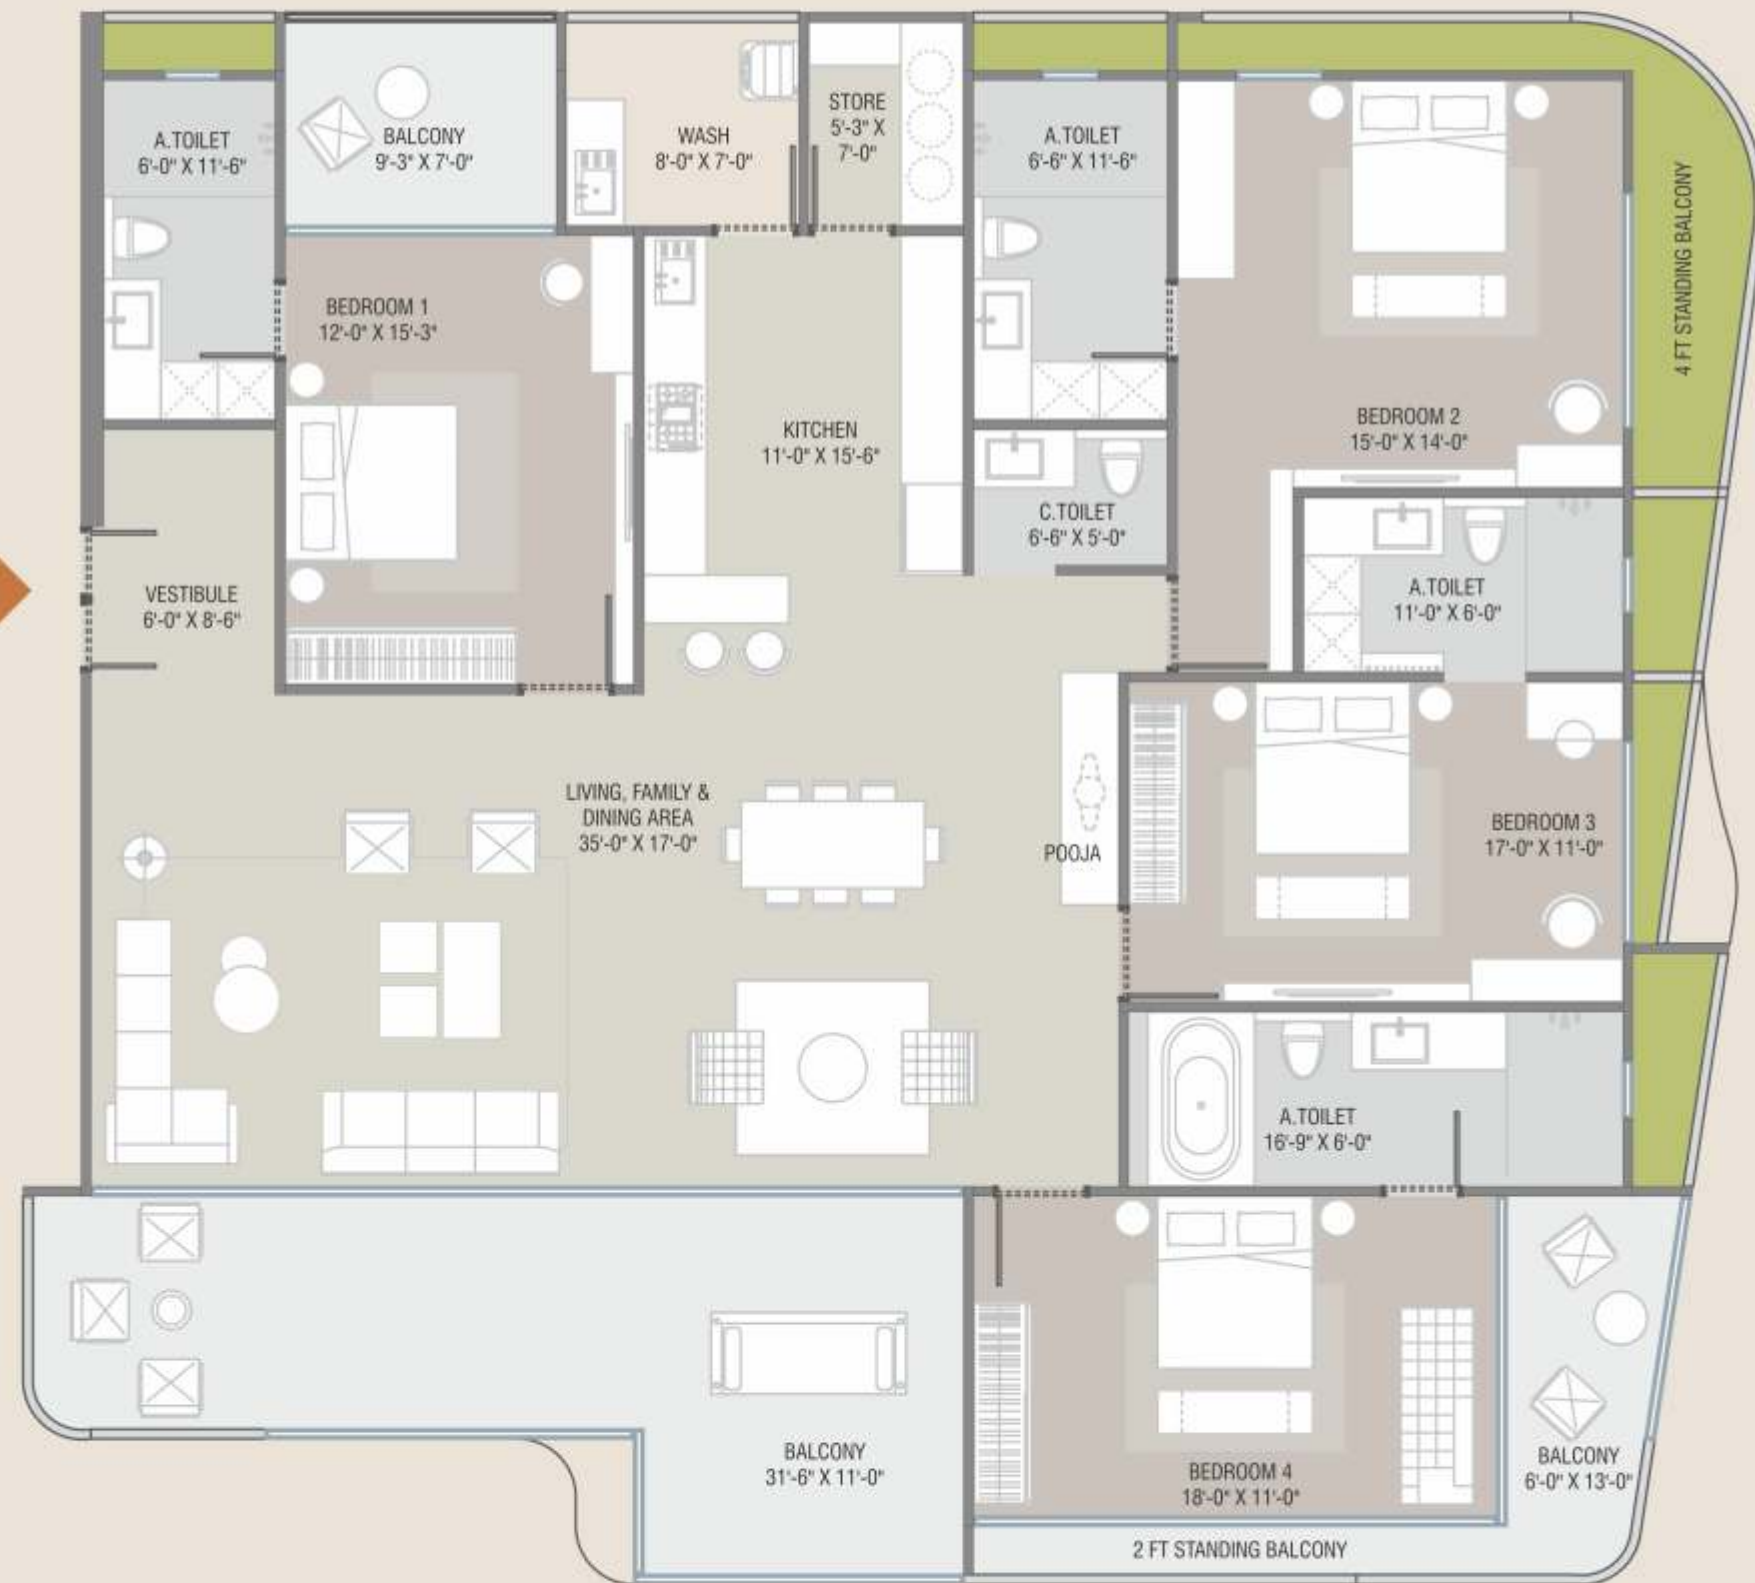 A.TOILET
6'-0" X 11'-6"
BALCONY
9'-3" X 7'-0"
WASH
8'-0" X 7'-0"
STORE
5'-3" X
7'-0"
A.TOILET
6'-6" X 11'-6"
4 FT STANDING BALCONY
BEDROOM 1
12'-0" X 15'-3"
KITCHEN
11'-0" X 15'-6"
BEDROOM 2
15'-0" X 14'-0"
C.TOILET
6'-6" X 5'-0"
VESTIBULE
6'-0" X 8'-6"
A.TOILET
11'-0" X 6'-0"
LIVING, FAMILY &
DINING AREA
35'-0" X 17'-0"
POOJA
BEDROOM 3
17'-0" X 11'-0"
A.TOILET
16'-9" X 6'-0"
BALCONY
31'-6" X 11'-0"
BEDROOM 4
18'-0" X 11'-0"
BALCONY
6'-0" X 13'-0"
2 FT STANDING BALCONY